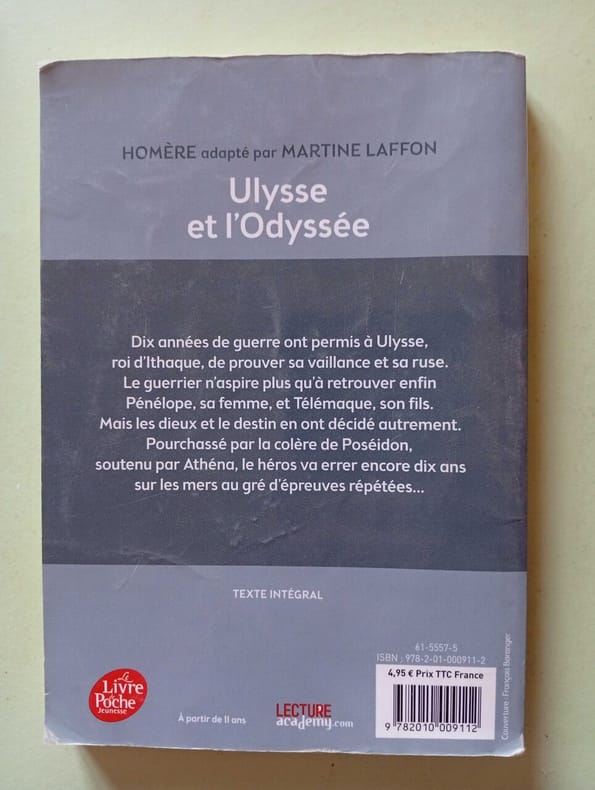 HOMÈRE adapté par MARTINE LAFFON
Ulysse
et l'Odyssée
Dix années de guerre ont permis à Ulysse,
roi d'Ithaque, de prouver sa vaillance et sa ruse.
Le guerrier n'aspire plus qu'à retrouver enfin
Pénélope, sa femme, et Télémaque, son fils.
Mais les dieux et le destin en ont décidé autrement.
Pourchassé par la colère de Poséidon,
soutenu par Athéna, le héros va errer encore dix ans
sur les mers au gré d'épreuves répétées...
TEXTE INTÉGRAL
61-5557-5
ISBN : 978-2-01-000911-2
4,95 € Prix TTC France
9 782010 009112
Le
Livre
de
Poche
Jeunesse
À partir de 11 ans
LECTURE
academy.com
Couverture : François Baranger